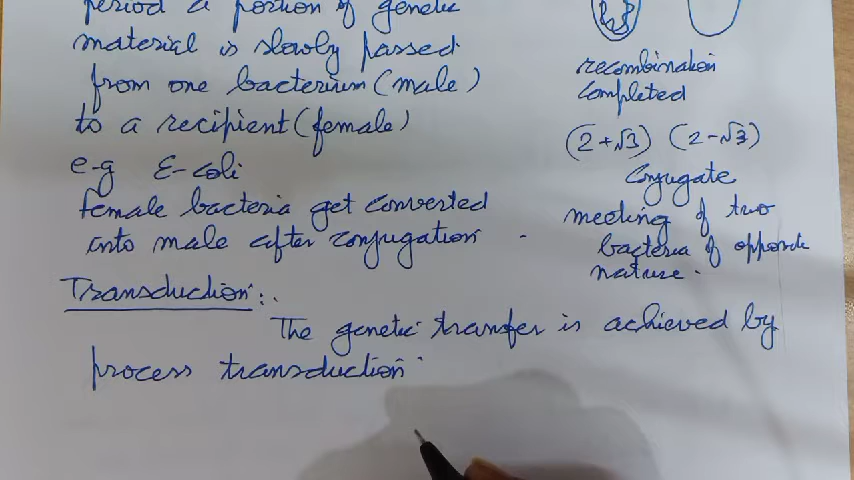 period a portion of genetic
material is slowly passed
from one bacterium (male)
to a recipient (female)
e-g E-coli
female bacteria get converted
into male after conjugation -
Transduction:.
The genetic transfer is achieved by
process transduction
recombination
completed
(2+√3) (2-√3)
Conjugate
meeting of two
bacteria of opposite
nature.